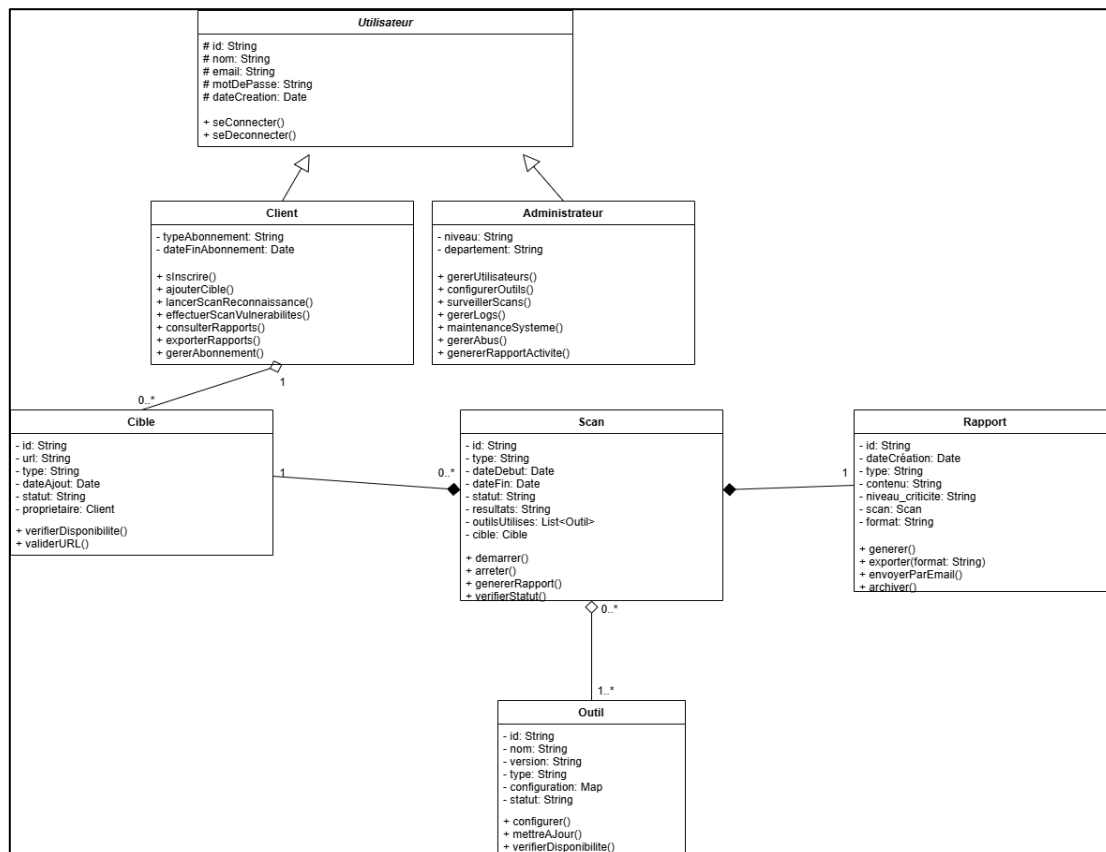 Utilisateur
# id: String
# nom: String
# email: String
# motDePasse: String
# dateCreation: Date
+ seConnecter()
+ seDeconnecter()
Client
- typeAbonnement: String
- dateFinAbonnement: Date
+ sInscrire()
+ ajouterCible()
+ lancerScanReconnaissance()
+ effectuerScanVulnerabilites()
+ consulterRapports()
+ exporterRapports()
+ gererAbonnement()
Administrateur
- niveau: String
- departement: String
+ gererUtilisateurs()
+ configurerOutils()
+ surveillerScans()
+ gererLogs()
+ maintenanceSysteme()
+ gererAbus()
+ genererRapportActivite()
1
0..*
Cible
- id: String
- url: String
- type: String
- dateAjout: Date
- statut: String
- proprietaire: Client
+ verifierDisponibilite()
+ validerURL()
1
0..*
Scan
- id: String
- type: String
- dateDebut: Date
- dateFin: Date
- statut: String
- resultats: String
- outilsUtilises: List<Outil>
- cible: Cible
+ demarrer()
+ arreter()
+ genererRapport()
+ verifierStatut()
1
Rapport
- id: String
- dateCréation: Date
- type: String
- contenu: String
- niveau_criticite: String
- scan: Scan
- format: String
+ generer()
+ exporter(format: String)
+ envoyerParEmail()
+ archiver()
0..*
1..*
Outil
- id: String
- nom: String
- version: String
- type: String
- configuration: Map
- statut: String
+ configurer()
+ mettreAJour()
+ verifierDisponibilite()